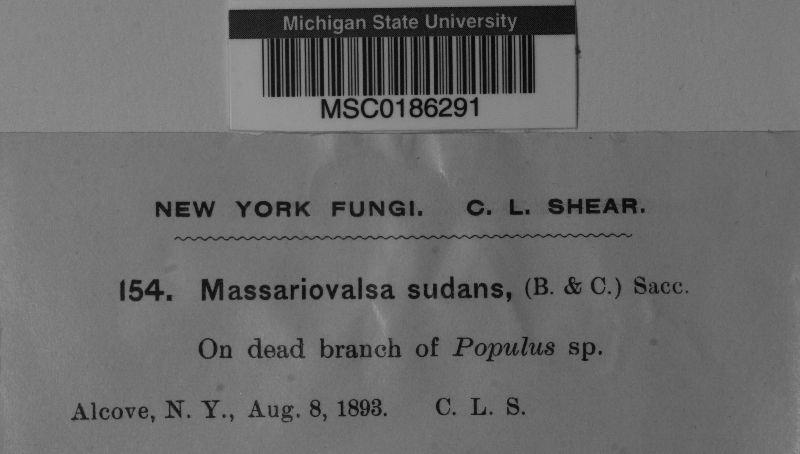 Michigan State University
MSC0186291
NEW YORK FUNGI. C. L. SHEAR.
154. Massariovalsa sudans, (B. & C.) Sacc.
On dead branch of Populus sp.
Alcove, N. Y., Aug. 8, 1893. C. L. S.